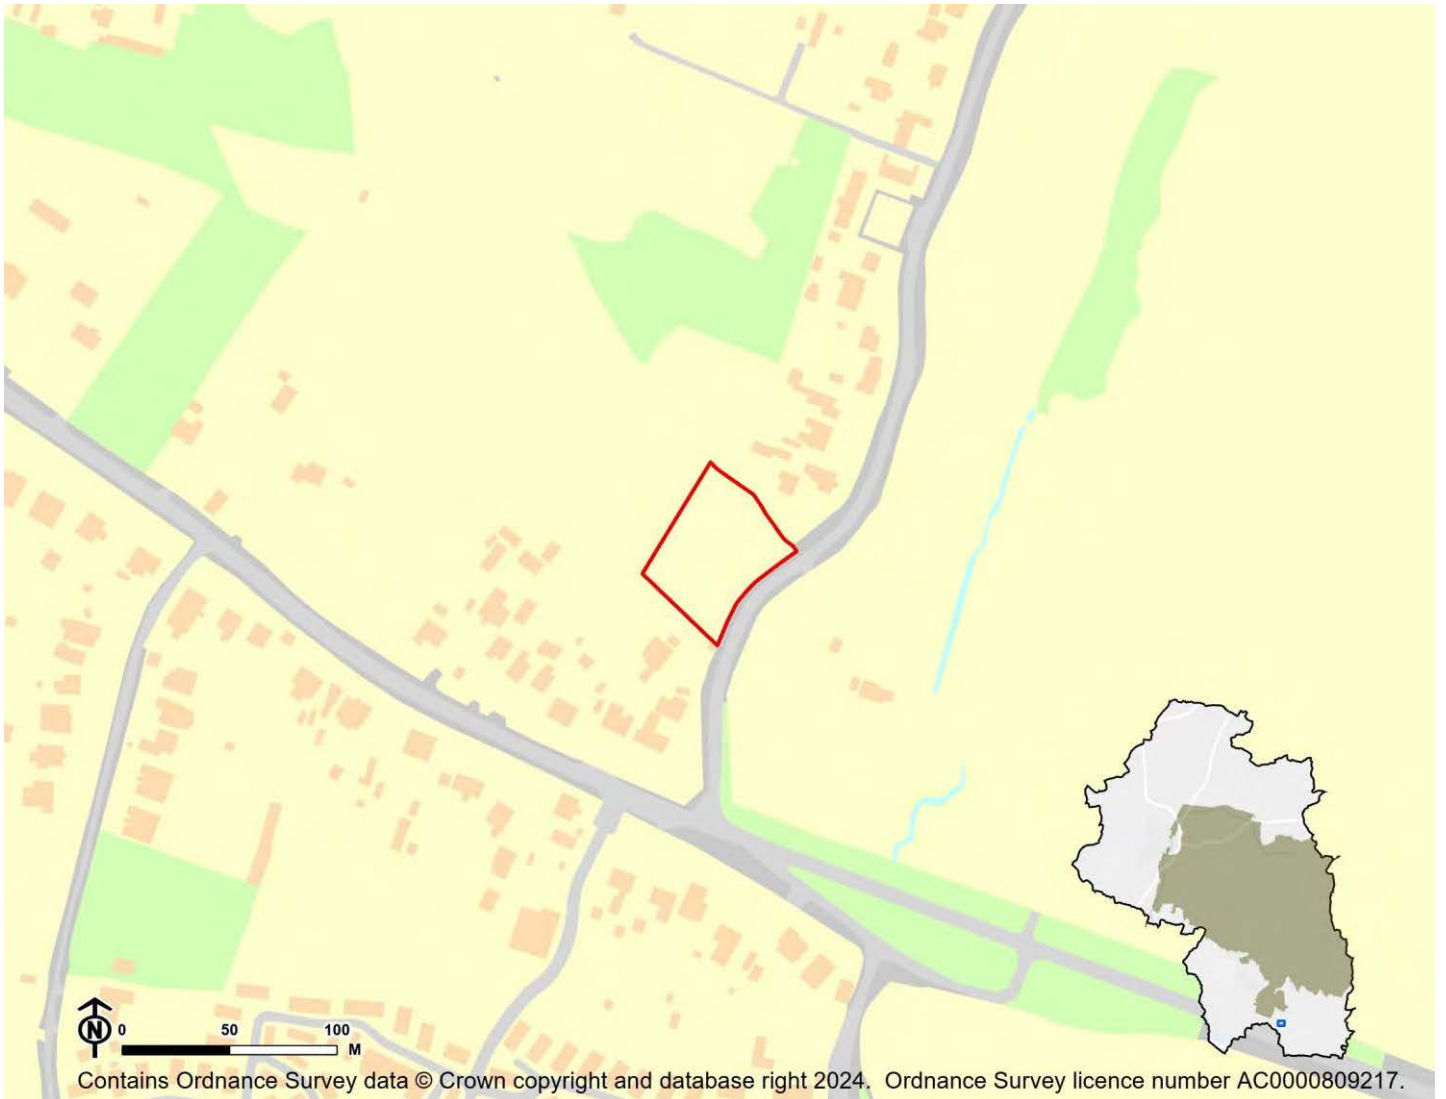 N
0 50 100
M
Contains Ordnance Survey data © Crown copyright and database right 2024. Ordnance Survey licence number AC0000809217.